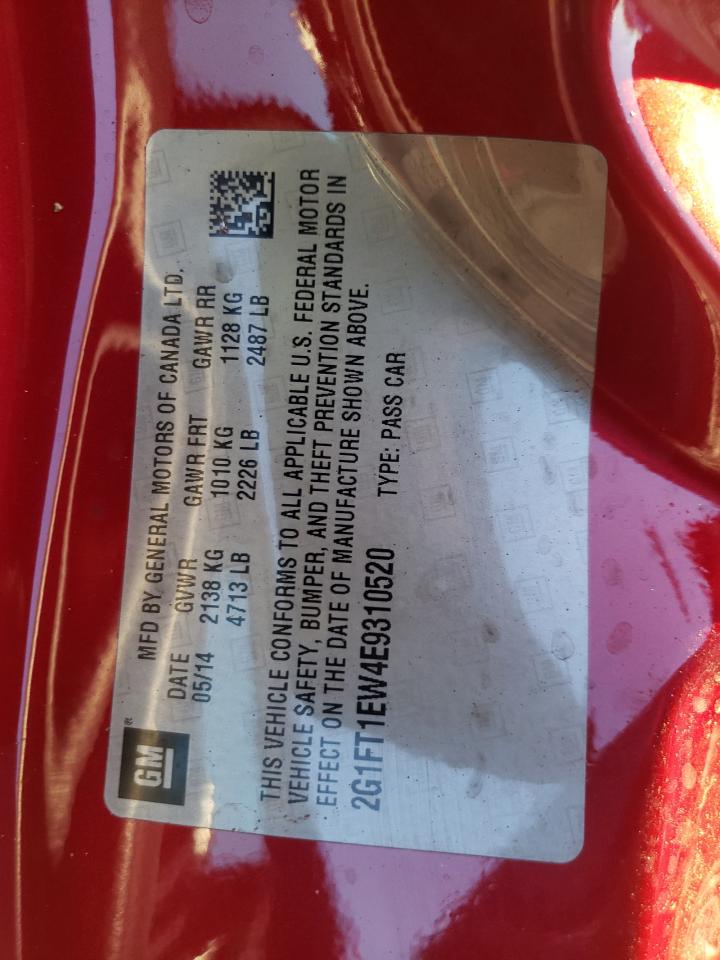 GM ®
MFD BY GENERAL MOTORS OF CANADA LTD.
DATE GVWR GAWR FRT GAWR RR
05/14 2138 KG 1010 KG 1128 KG
4713 LB 2226 LB 2487 LB
THIS VEHICLE CONFORMS TO ALL APPLICABLE U.S. FEDERAL MOTOR
VEHICLE SAFETY, BUMPER, AND THEFT PREVENTION STANDARDS IN
EFFECT ON THE DATE OF MANUFACTURE SHOWN ABOVE.
2G1FT1EW4E9310520 TYPE: PASS CAR